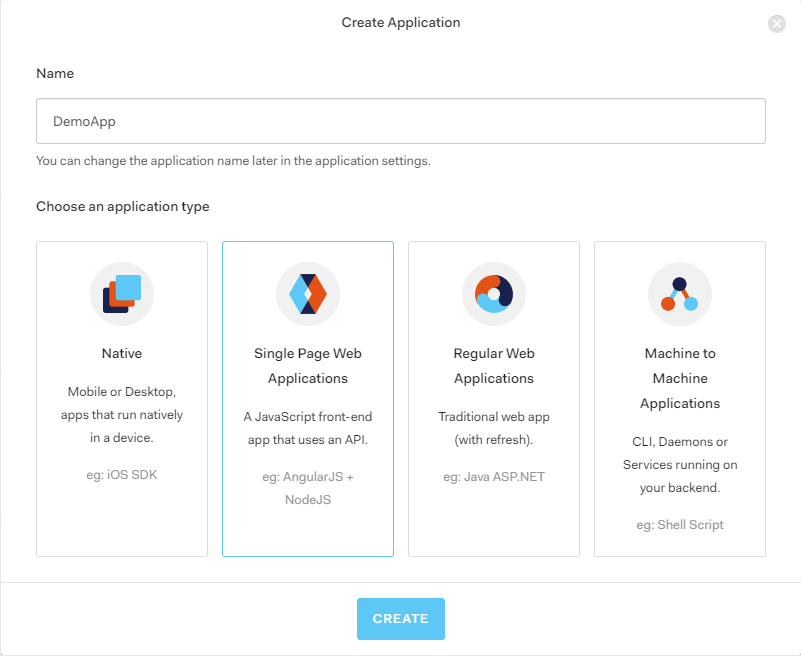 Create Application
Name
DemoApp
You can change the application name later in the application settings.
Choose an application type
Native
Mobile or Desktop,
apps that run natively
in a device.
eg: iOS SDK
Single Page Web
Applications
A JavaScript front-end
app that uses an API.
eg: AngularJS +
NodeJS
Regular Web
Applications
Traditional web app
(with refresh).
eg: Java ASP.NET
Machine to
Machine
Applications
CLI, Daemons or
Services running on
your backend.
eg: Shell Script
CREATE